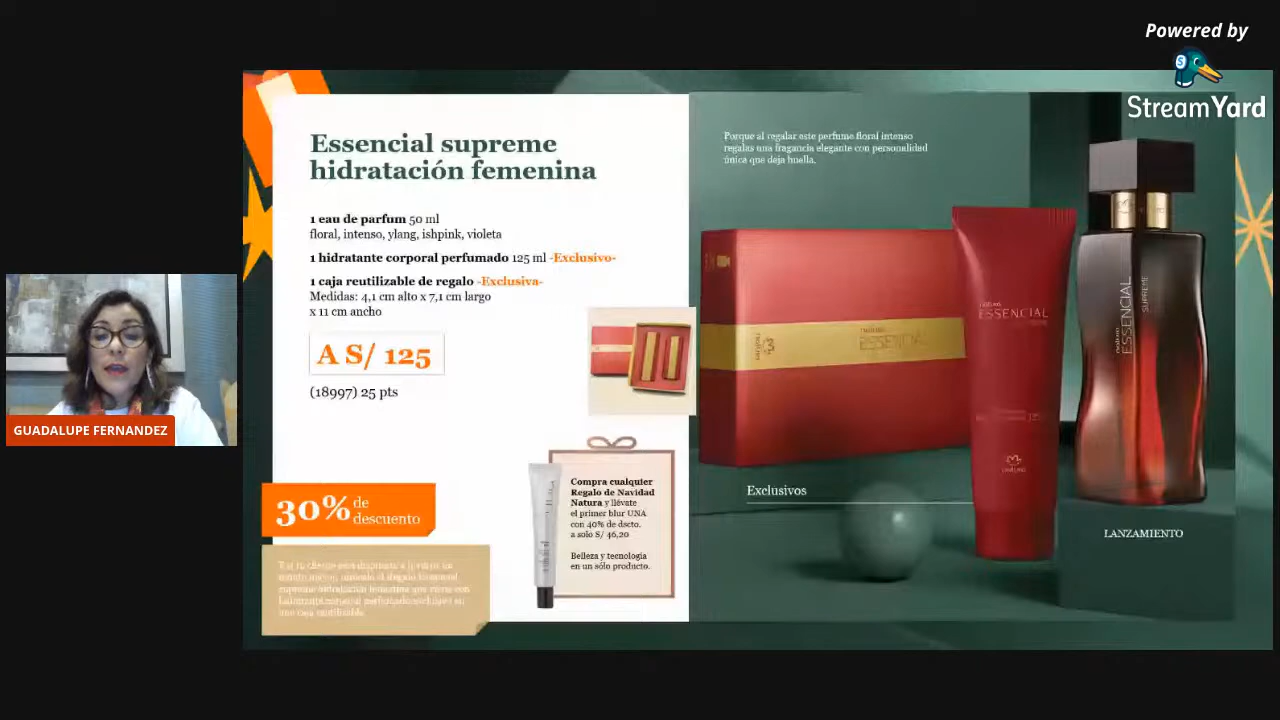 Powered by
StreamYard
Essencial supreme
hidratación femenina
1 eau de parfum 50 ml
floral, intenso, ylang, ishpink, violeta
1 hidratante corporal perfumado 125 ml -Exclusivo-
1 caja reutilizable de regalo -Exclusiva-
Medidas: 4,1 cm alto x 7,1 cm largo
x 11 cm ancho
A S/ 125
(18997) 25 pts
30% de
descuento
Compra cualquier
Regalo de Navidad
Natura y llévate
el primer blur UNA
con 40% de dscto.
a solo S/ 46,20
Belleza y tecnología
en un sólo producto.
Porque al regalar este perfume floral intenso
regalas una fragancia elegante con personalidad
única que deja huella.
ESSENCIAL
ESSENCIAL
ESSENCIAL
SUPREME
Exclusivos
LANZAMIENTO
GUADALUPE FERNANDEZ